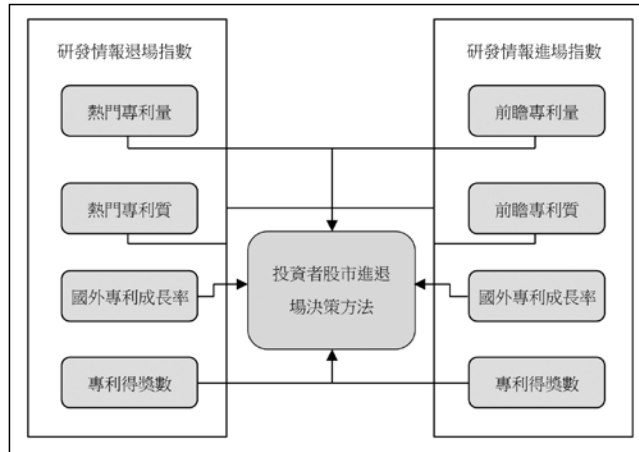 研發情報退場指數
熱門專利量
熱門專利質
國外專利成長率
專利得獎數
投資者股市進退
場決策方法
研發情報進場指數
前瞻專利量
前瞻專利質
國外專利成長率
專利得獎數